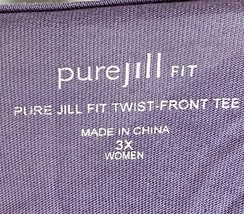 purejill FIT
PURE JILL FIT TWIST-FRONT TEE
MADE IN CHINA
3X
WOMEN